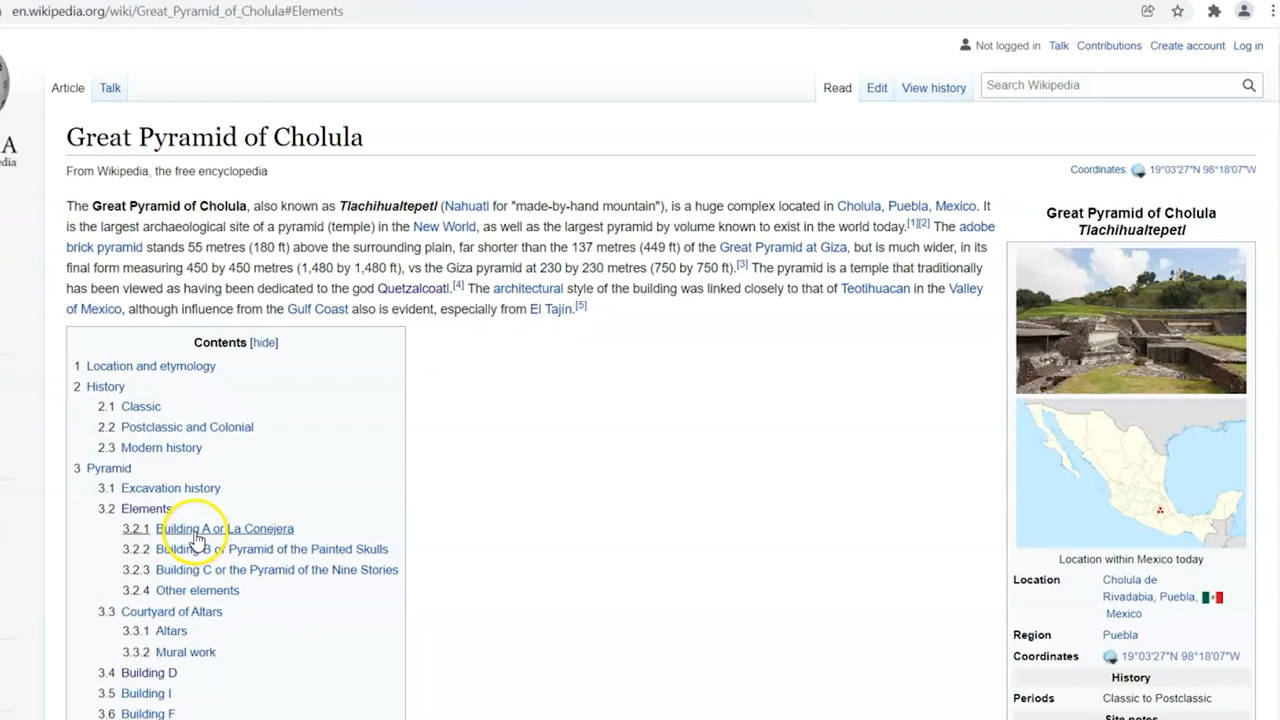 en.wikipedia.org/wiki/Great_Pyramid_of_Cholula#Elements
Not logged in Talk Contributions Create account Log in
Article Talk Read Edit View history Search Wikipedia
A
pedia
Great Pyramid of Cholula
From Wikipedia, the free encyclopedia
Coordinates: 19°03′27″N 98°18′07″W
The Great Pyramid of Cholula, also known as Tlachihualtepetl (Nahuatl for "made-by-hand mountain"), is a huge complex located in Cholula, Puebla, Mexico. It
is the largest archaeological site of a pyramid (temple) in the New World, as well as the largest pyramid by volume known to exist in the world today.[1][2] The adobe
brick pyramid stands 55 metres (180 ft) above the surrounding plain, far shorter than the 137 metres (449 ft) of the Great Pyramid at Giza, but is much wider, in its
final form measuring 450 by 450 metres (1,480 by 1,480 ft), vs the Giza pyramid at 230 by 230 metres (750 by 750 ft).[3] The pyramid is a temple that traditionally
has been viewed as having been dedicated to the god Quetzalcoatl.[4] The architectural style of the building was linked closely to that of Teotihuacan in the Valley
of Mexico, although influence from the Gulf Coast also is evident, especially from El Tajín.[5]
Contents [hide]
1 Location and etymology
2 History
2.1 Classic
2.2 Postclassic and Colonial
2.3 Modern history
3 Pyramid
3.1 Excavation history
3.2 Elements
3.2.1 Building A or La Conejera
3.2.2 Building B or Pyramid of the Painted Skulls
3.2.3 Building C or the Pyramid of the Nine Stories
3.2.4 Other elements
3.3 Courtyard of Altars
3.3.1 Altars
3.3.2 Mural work
3.4 Building D
3.5 Building I
3.6 Building F
Great Pyramid of Cholula
Tlachihualtepetl
Location within Mexico today
Location Cholula de
Rivadabia, Puebla,
Mexico
Region Puebla
Coordinates 19°03′27″N 98°18′07″W
History
Periods Classic to Postclassic
Site notes